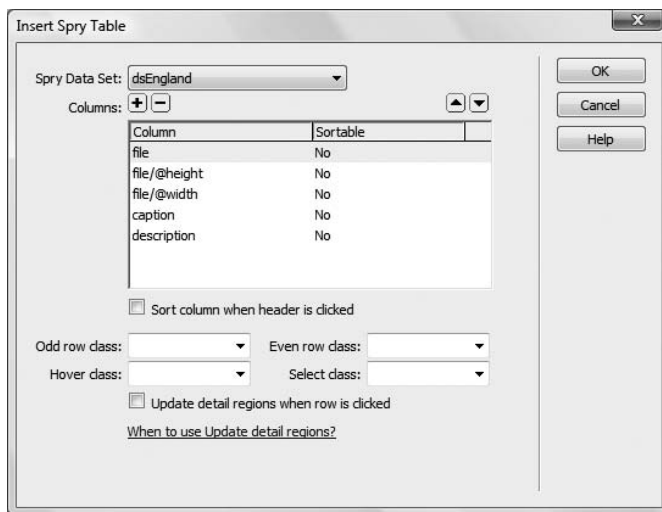 Insert Spry Table
X
Spry Data Set: dsEngland
OK
Columns: + −
Cancel
Column Sortable
Help
file No
file/@height No
file/@width No
caption No
description No
Sort column when header is clicked
Odd row class: Even row class:
Hover class: Select class:
Update detail regions when row is clicked
When to use Update detail regions?